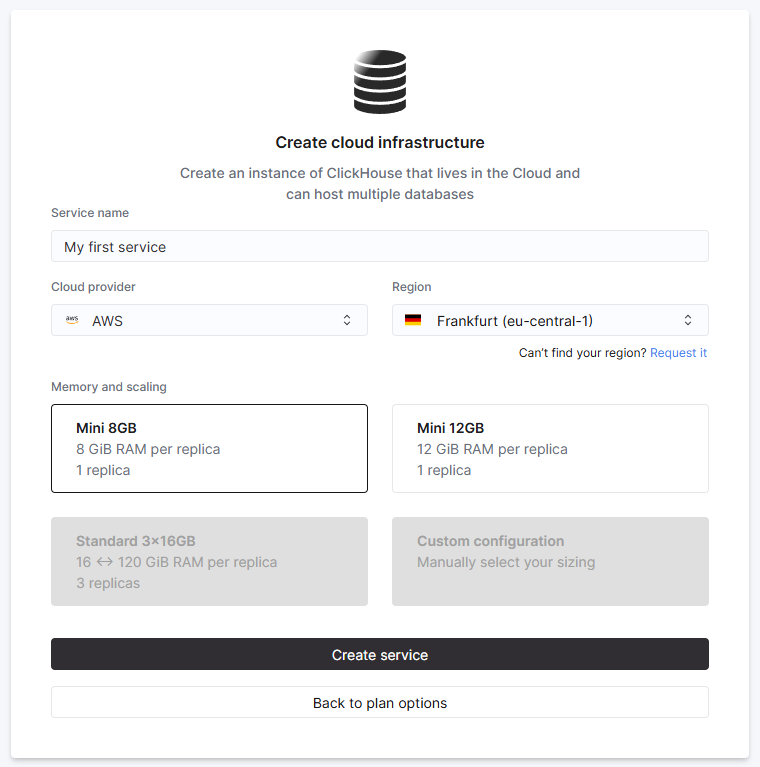 Create cloud infrastructure
Create an instance of ClickHouse that lives in the Cloud and
can host multiple databases
Service name
My first service
Cloud provider
Region
aws AWS
Frankfurt (eu-central-1)
Can't find your region? Request it
Memory and scaling
Mini 8GB
8 GiB RAM per replica
1 replica
Mini 12GB
12 GiB RAM per replica
1 replica
Standard 3×16GB
16 ↔ 120 GiB RAM per replica
3 replicas
Custom configuration
Manually select your sizing
Create service
Back to plan options